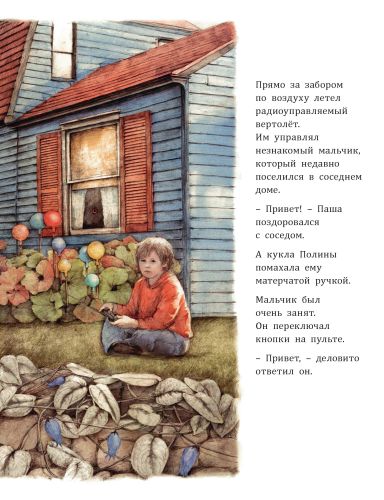 Прямо за забором
по воздуху летел
радиоуправляемый
вертолёт.
Им управлял
незнакомый мальчик,
который недавно
поселился в соседнем
доме.
– Привет! – Паша
поздоровался
с соседом.
А кукла Полины
помахала ему
матерчатой ручкой.
Мальчик был
очень занят.
Он переключал
кнопки на пульте.
– Привет, – деловито
ответил он.